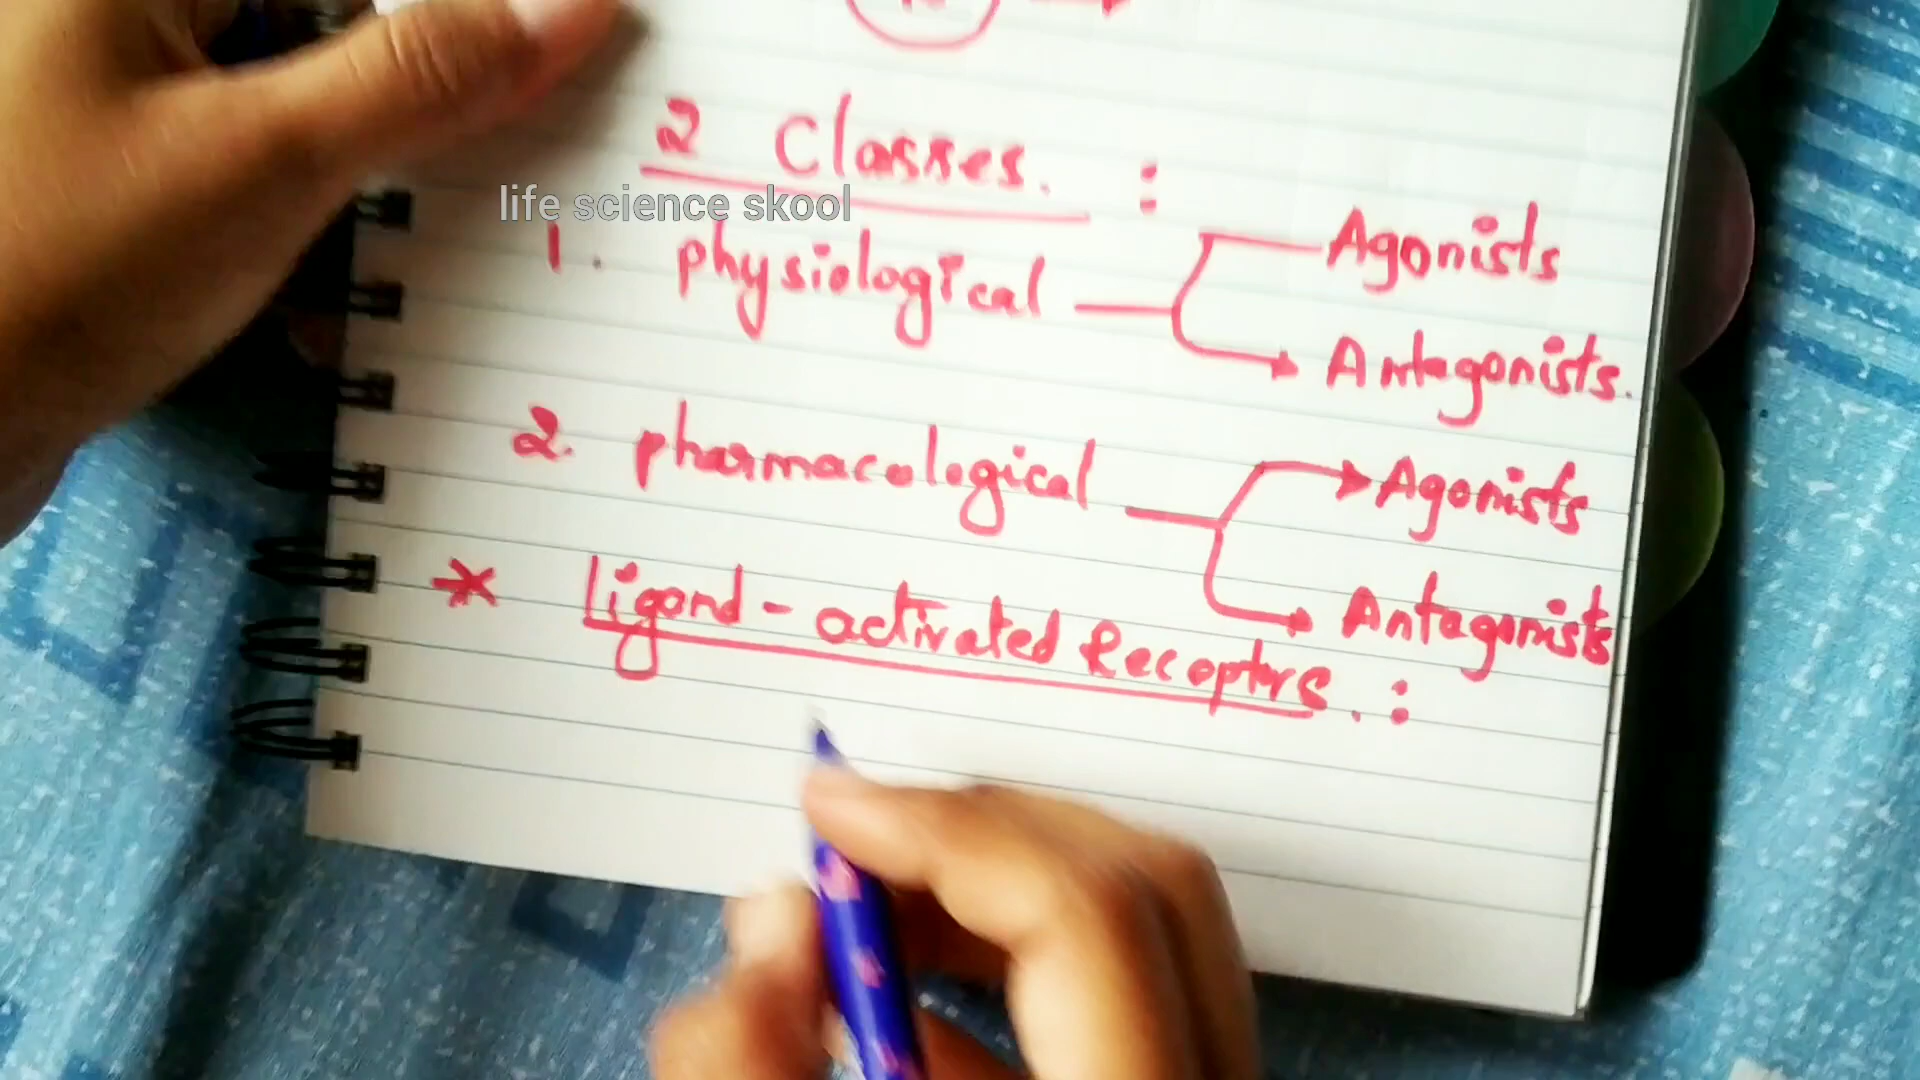 2 Classes. :
life science skool
1. physiological
Agonists
Antagonists.
2. pharmacological
Agonists
Antagonists
* ligand - activated Receptors. :